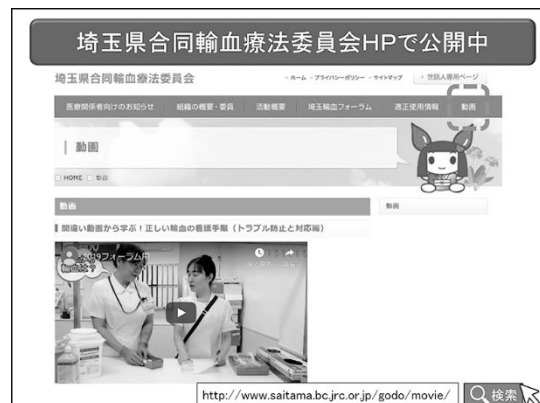 埼玉県合同輸血療法委員会HPで公開中
埼玉県合同輸血療法委員会
ホーム プライバシーポリシー サイトマップ
世話人専用ページ
医療関係者向けのお知らせ 組織の概要・委員 活動概要 埼玉輸血フォーラム 適正使用情報 動画
動画
HOME 動画
動画
動画
間違い動画から学ぶ！正しい輸血の看護手順（トラブル防止と対応編）
2019フォーラム用
輸血は？
http://www.saitama.bc.jrc.or.jp/godo/movie/
検索